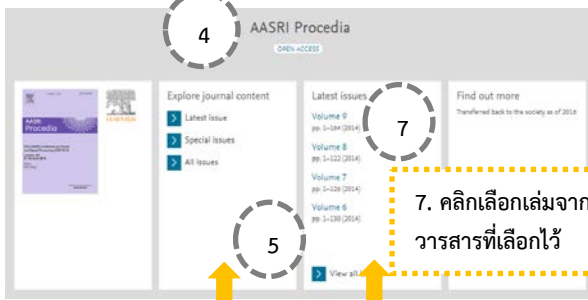 4
AASRI Procedia
OPEN ACCESS
AASRI
Procedia
ELSEVIER
Explore journal content
Latest issue
Special issues
All issues
5
Latest issues
Volume 9
pp. 1–164 (2014)
Volume 8
pp. 1–122 (2014)
Volume 7
pp. 1–126 (2014)
Volume 6
pp. 1–130 (2014)
View all
7
Find out more
Transferred back to the society as of 2016
7. คลิกเลือกเล่มจาก
วารสารที่เลือกไว้